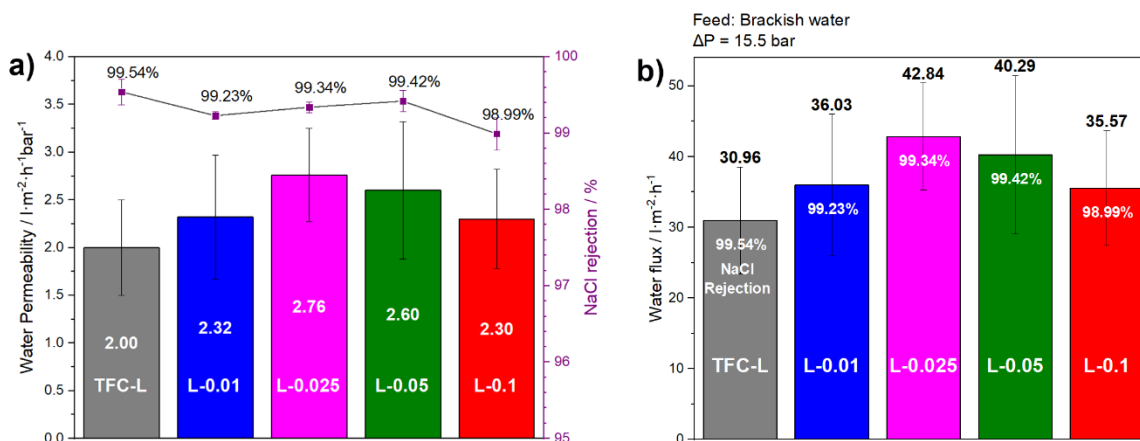 a)
Water Permeability / l·m⁻²·h⁻¹bar⁻¹
4.0
3.5
3.0
2.5
2.0
1.5
1.0
0.5
0.0
99.54%
99.23%
99.34%
99.42%
98.99%
2.00
2.32
2.76
2.60
2.30
TFC-L
L-0.01
L-0.025
L-0.05
L-0.1
100
99
98
97
96
95
NaCl rejection / %
Feed: Brackish water
ΔP = 15.5 bar
b)
Water flux / l·m⁻²·h⁻¹
50
40
30
20
10
0
30.96
36.03
42.84
40.29
35.57
99.54%
NaCl
Rejection
99.23%
99.34%
99.42%
98.99%
TFC-L
L-0.01
L-0.025
L-0.05
L-0.1